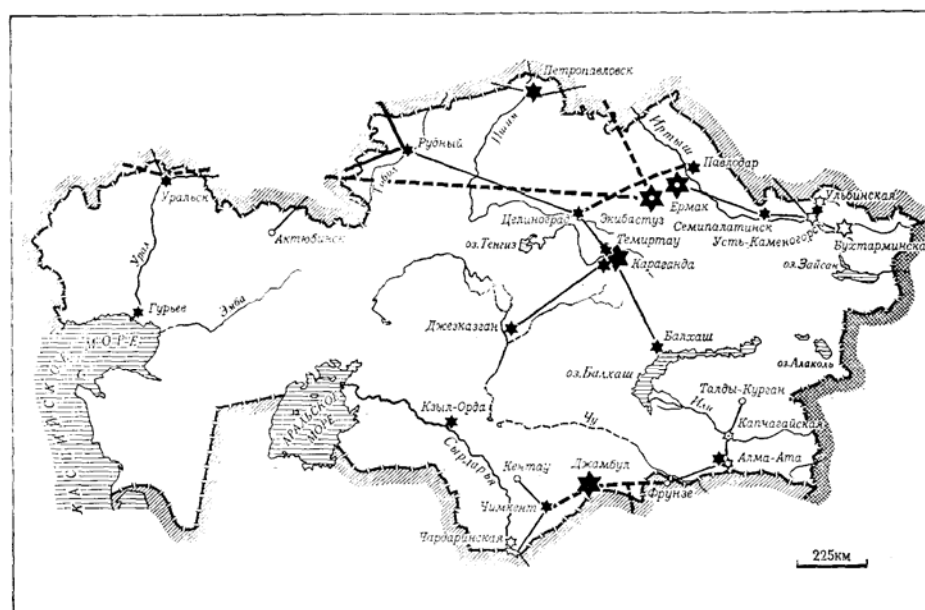 Петропавловск
Ишим
Иртыш
Рудный
Тобол
Павлодар
Уральск
Целиноград
Экибастуз
Ермак
Ульбинская
Актюбинск
Семипалатинск
Усть-Каменогорск
Бухтарминская
Урал
оз.Тенгиз
Темиртау
Караганда
оз.Зайсан
Гурьев
Эмба
Джезказган
Балхаш
оз.Алаколь
КАСПИЙСКОЕ МОРЕ
оз.Балхаш
Талды-Курган
Или
АРАЛЬСКОЕ
МОРЕ
Кзыл-Орда
Чу
Капчагайская
Сырдарья
Кентау
Джамбул
Алма-Ата
Чимкент
Фрунзе
Чардаринская
225км